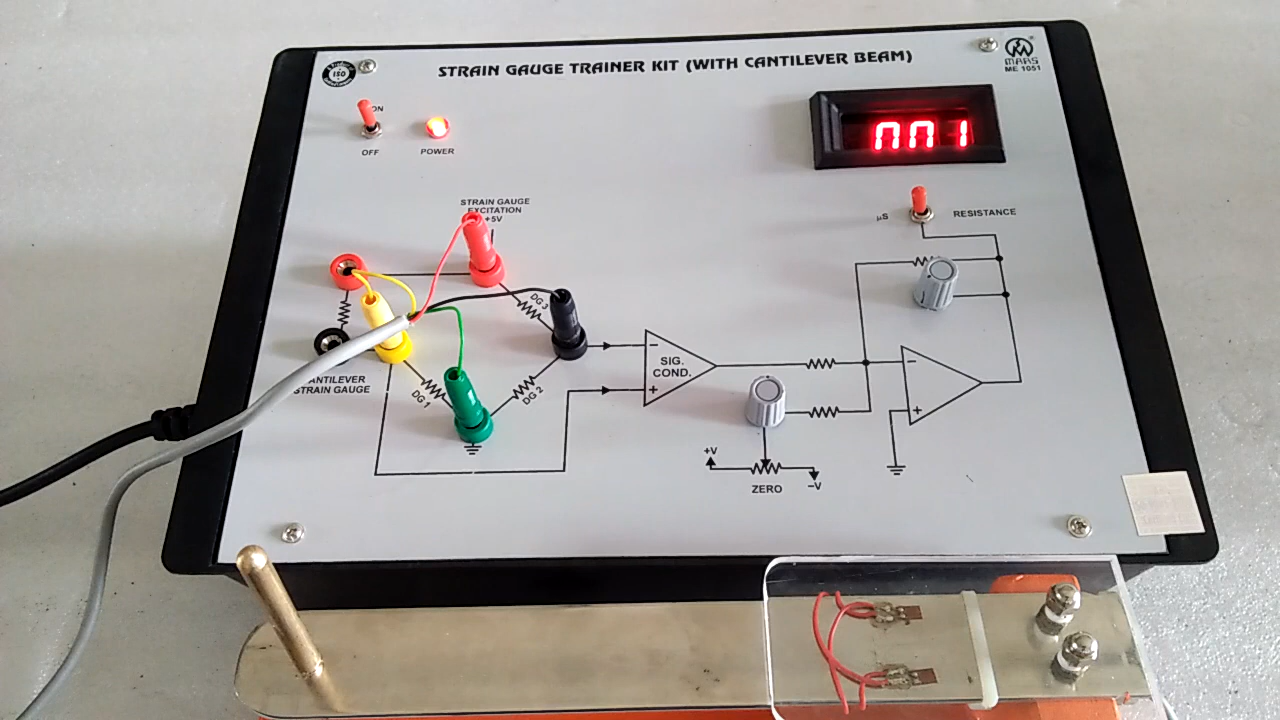 STRAIN GAUGE TRAINER KIT (WITH CANTILEVER BEAM)
ISO
MARS
ME 1051
ON
OFF
POWER
STRAIN GAUGE
EXCITATION
+5V
µS
RESISTANCE
DG 3
CANTILEVER
STRAIN GAUGE
DG 1
DG 2
SIG.
COND.
−
+
−
+
+V
−V
ZERO